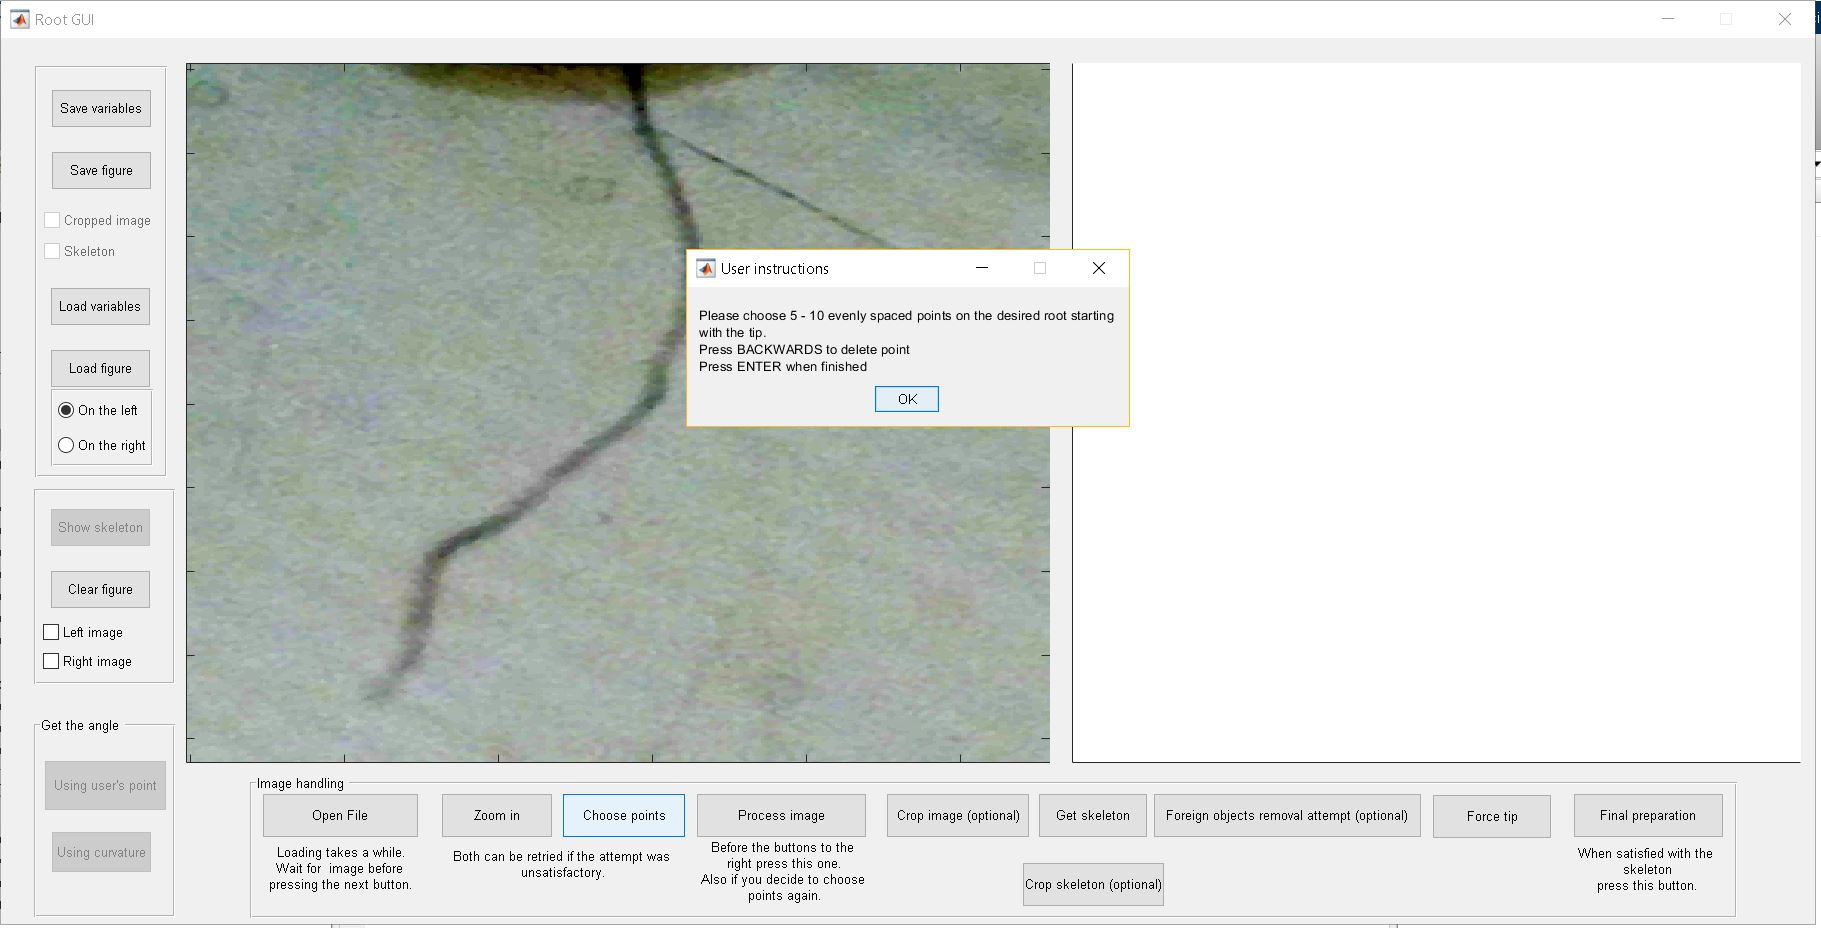 Root GUI
Save variables
Save figure
Cropped image
Skeleton
Load variables
Load figure
On the left
On the right
Show skeleton
Clear figure
Left image
Right image
Get the angle
Using user's point
Using curvature
User instructions
Please choose 5 - 10 evenly spaced points on the desired root starting
with the tip.
Press BACKWARDS to delete point
Press ENTER when finished
OK
Image handling
Open File
Loading takes a while.
Wait for image before
pressing the next button.
Zoom in
Choose points
Both can be retried if the attempt was
unsatisfactory.
Process image
Before the buttons to the
right press this one.
Also if you decide to choose
points again.
Crop image (optional)
Get skeleton
Foreign objects removal attempt (optional)
Crop skeleton (optional)
Force tip
Final preparation
When satisfied with the
skeleton
press this button.